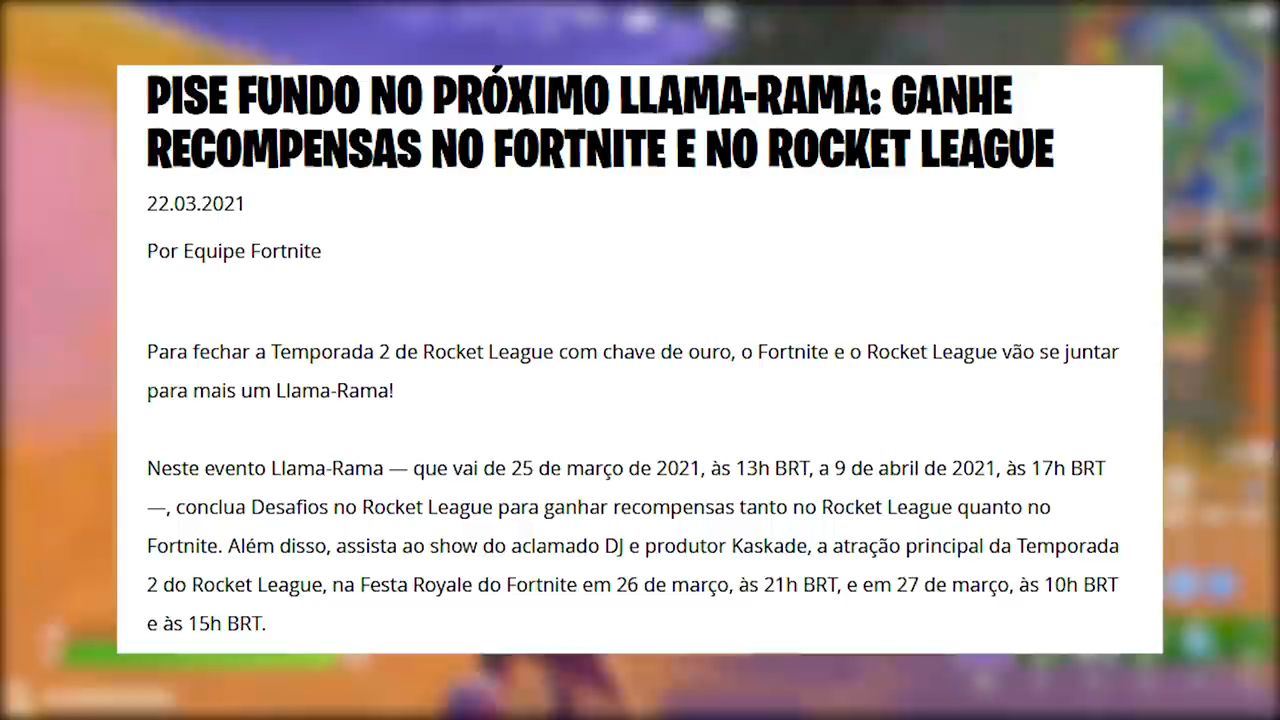 PISE FUNDO NO PRÓXIMO LLAMA-RAMA: GANHE
RECOMPENSAS NO FORTNITE E NO ROCKET LEAGUE
22.03.2021
Por Equipe Fortnite
Para fechar a Temporada 2 de Rocket League com chave de ouro, o Fortnite e o Rocket League vão se juntar
para mais um Llama-Rama!
Neste evento Llama-Rama — que vai de 25 de março de 2021, às 13h BRT, a 9 de abril de 2021, às 17h BRT
—, conclua Desafios no Rocket League para ganhar recompensas tanto no Rocket League quanto no
Fortnite. Além disso, assista ao show do aclamado DJ e produtor Kaskade, a atração principal da Temporada
2 do Rocket League, na Festa Royale do Fortnite em 26 de março, às 21h BRT, e em 27 de março, às 10h BRT
e às 15h BRT.